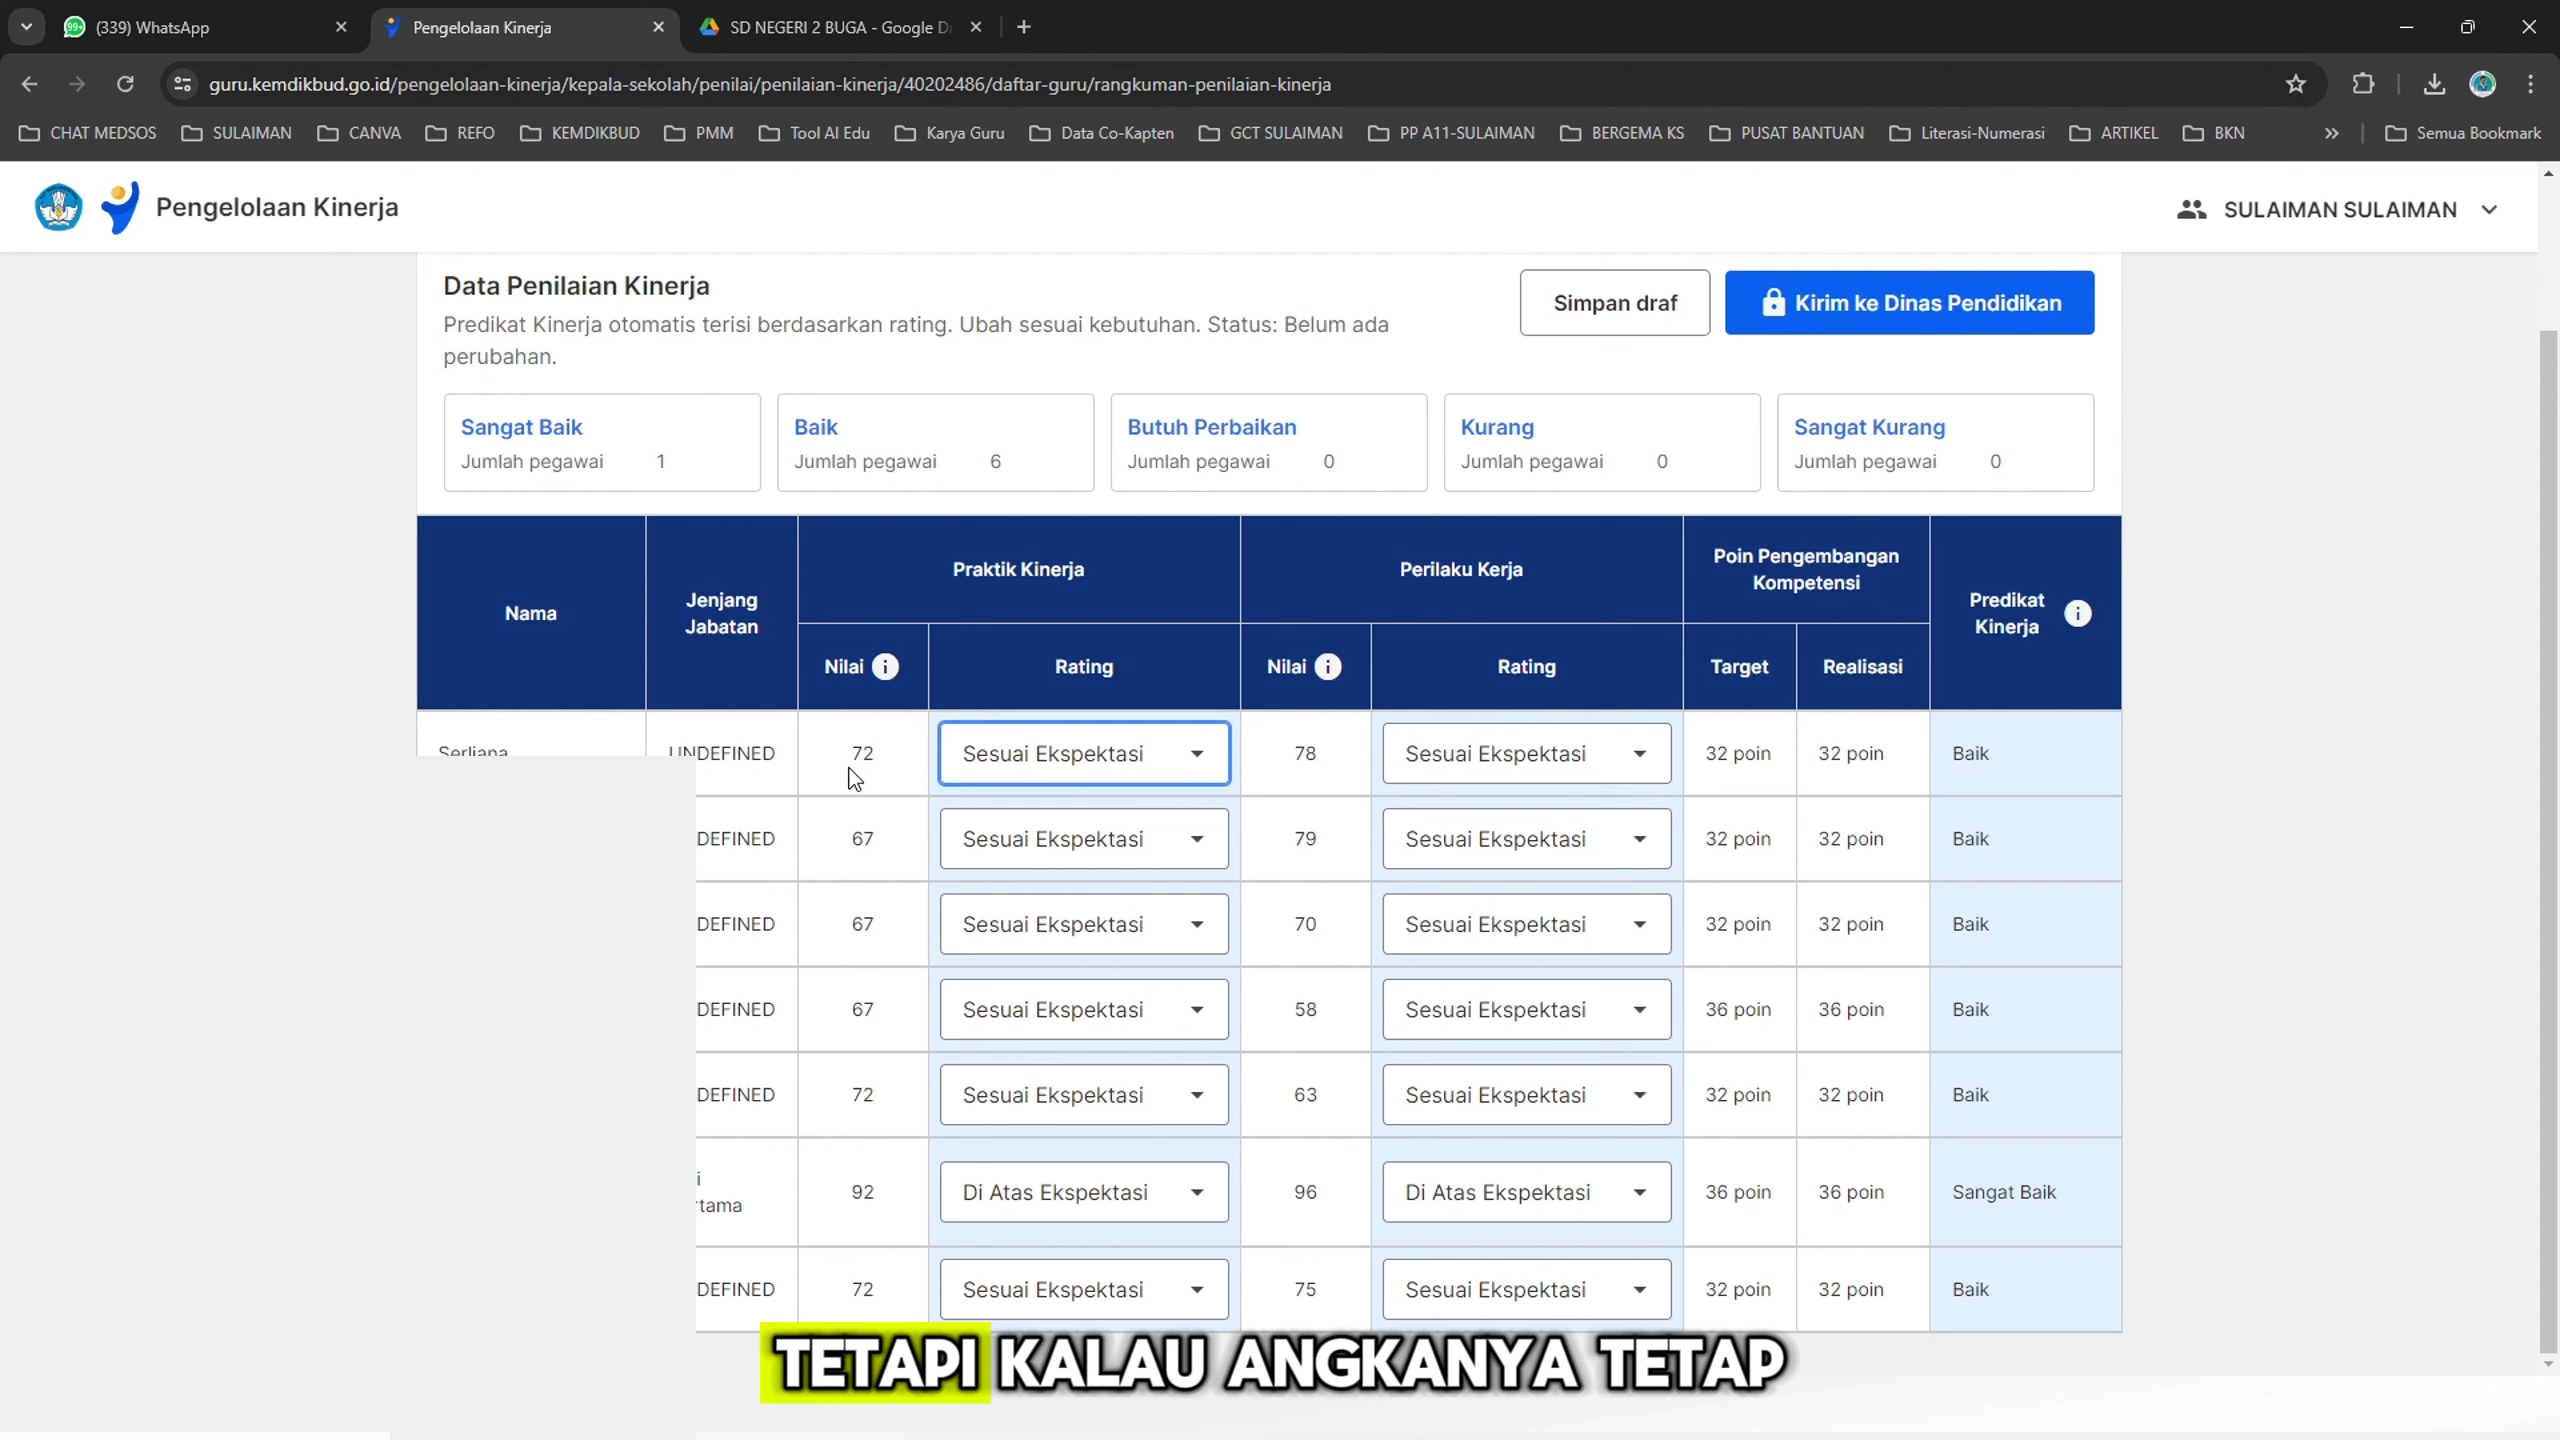 (339) WhatsApp
Pengelolaan Kinerja
SD NEGERI 2 BUGA - Google D
guru.kemdikbud.go.id/pengelolaan-kinerja/kepala-sekolah/penilai/penilaian-kinerja/40202486/daftar-guru/rangkuman-penilaian-kinerja
CHAT MEDSOS SULAIMAN CANVA REFO KEMDIKBUD PMM Tool AI Edu Karya Guru Data Co-Kapten GCT SULAIMAN PP A11-SULAIMAN BERGEMA KS PUSAT BANTUAN Literasi-Numerasi ARTIKEL BKN » Semua Bookmark
Pengelolaan Kinerja
SULAIMAN SULAIMAN
Data Penilaian Kinerja
Predikat Kinerja otomatis terisi berdasarkan rating. Ubah sesuai kebutuhan. Status: Belum ada
perubahan.
Simpan draf
Kirim ke Dinas Pendidikan
Sangat Baik
Jumlah pegawai 1
Baik
Jumlah pegawai 6
Butuh Perbaikan
Jumlah pegawai 0
Kurang
Jumlah pegawai 0
Sangat Kurang
Jumlah pegawai 0
Nama
Jenjang
Jabatan
Praktik Kinerja
Perilaku Kerja
Poin Pengembangan
Kompetensi
Predikat
Kinerja
Nilai Rating Nilai Rating Target Realisasi
Serliana UNDEFINED 72 Sesuai Ekspektasi 78 Sesuai Ekspektasi 32 poin 32 poin Baik
DEFINED 67 Sesuai Ekspektasi 79 Sesuai Ekspektasi 32 poin 32 poin Baik
DEFINED 67 Sesuai Ekspektasi 70 Sesuai Ekspektasi 32 poin 32 poin Baik
DEFINED 67 Sesuai Ekspektasi 58 Sesuai Ekspektasi 36 poin 36 poin Baik
DEFINED 72 Sesuai Ekspektasi 63 Sesuai Ekspektasi 32 poin 32 poin Baik
i
tama 92 Di Atas Ekspektasi 96 Di Atas Ekspektasi 36 poin 36 poin Sangat Baik
DEFINED 72 Sesuai Ekspektasi 75 Sesuai Ekspektasi 32 poin 32 poin Baik
TETAPI KALAU ANGKANYA TETAP